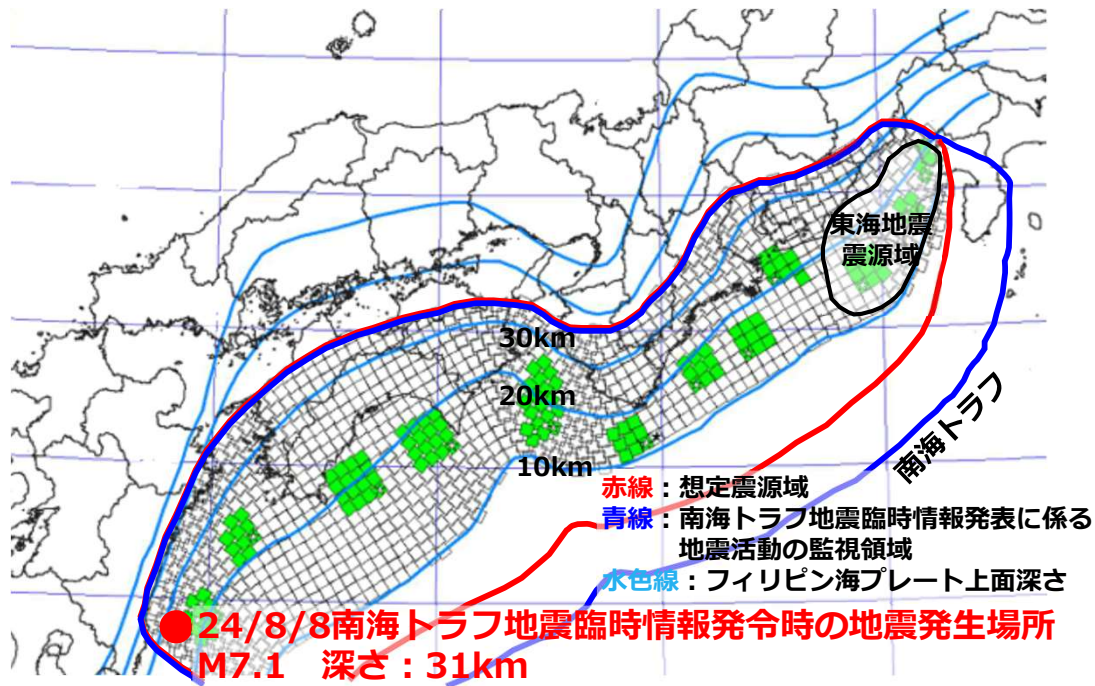 東海地震
震源域
30km
20km
10km
南海トラフ
赤線：想定震源域
青線：南海トラフ地震臨時情報発表に係る
地震活動の監視領域
水色線：フィリピン海プレート上面深さ
24/8/8南海トラフ地震臨時情報発令時の地震発生場所
M7.1　深さ：31km